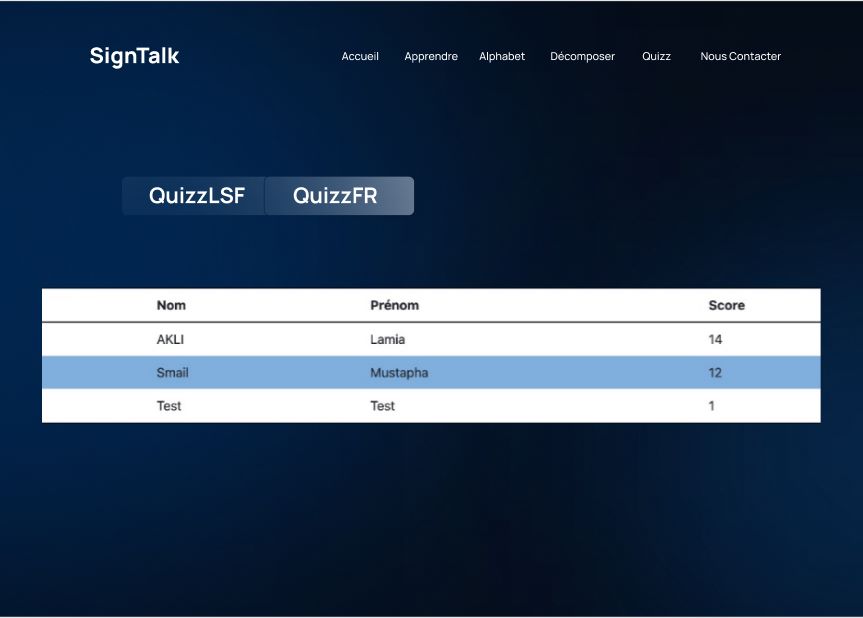 SignTalk Accueil Apprendre Alphabet Décomposer Quizz Nous Contacter
QuizzLSF QuizzFR
Nom Prénom Score
AKLI Lamia 14
Smail Mustapha 12
Test Test 1